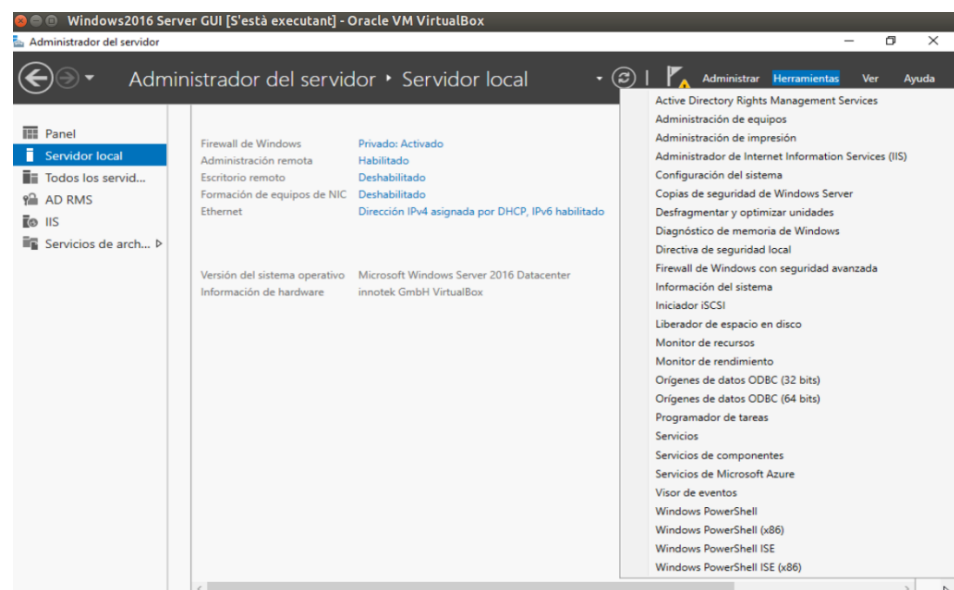 Windows2016 Server GUI [S'està executant] - Oracle VM VirtualBox
Administrador del servidor
Administrador del servidor ‣ Servidor local
Administrar Herramientas Ver Ayuda
Panel
Servidor local
Todos los servid...
AD RMS
IIS
Servicios de arch...
Firewall de Windows Privado: Activado
Administración remota Habilitado
Escritorio remoto Deshabilitado
Formación de equipos de NIC Deshabilitado
Ethernet Dirección IPv4 asignada por DHCP, IPv6 habilitado
Versión del sistema operativo Microsoft Windows Server 2016 Datacenter
Información de hardware innotek GmbH VirtualBox
Active Directory Rights Management Services
Administración de equipos
Administración de impresión
Administrador de Internet Information Services (IIS)
Configuración del sistema
Copias de seguridad de Windows Server
Desfragmentar y optimizar unidades
Diagnóstico de memoria de Windows
Directiva de seguridad local
Firewall de Windows con seguridad avanzada
Información del sistema
Iniciador iSCSI
Liberador de espacio en disco
Monitor de recursos
Monitor de rendimiento
Orígenes de datos ODBC (32 bits)
Orígenes de datos ODBC (64 bits)
Programador de tareas
Servicios
Servicios de componentes
Servicios de Microsoft Azure
Visor de eventos
Windows PowerShell
Windows PowerShell (x86)
Windows PowerShell ISE
Windows PowerShell ISE (x86)